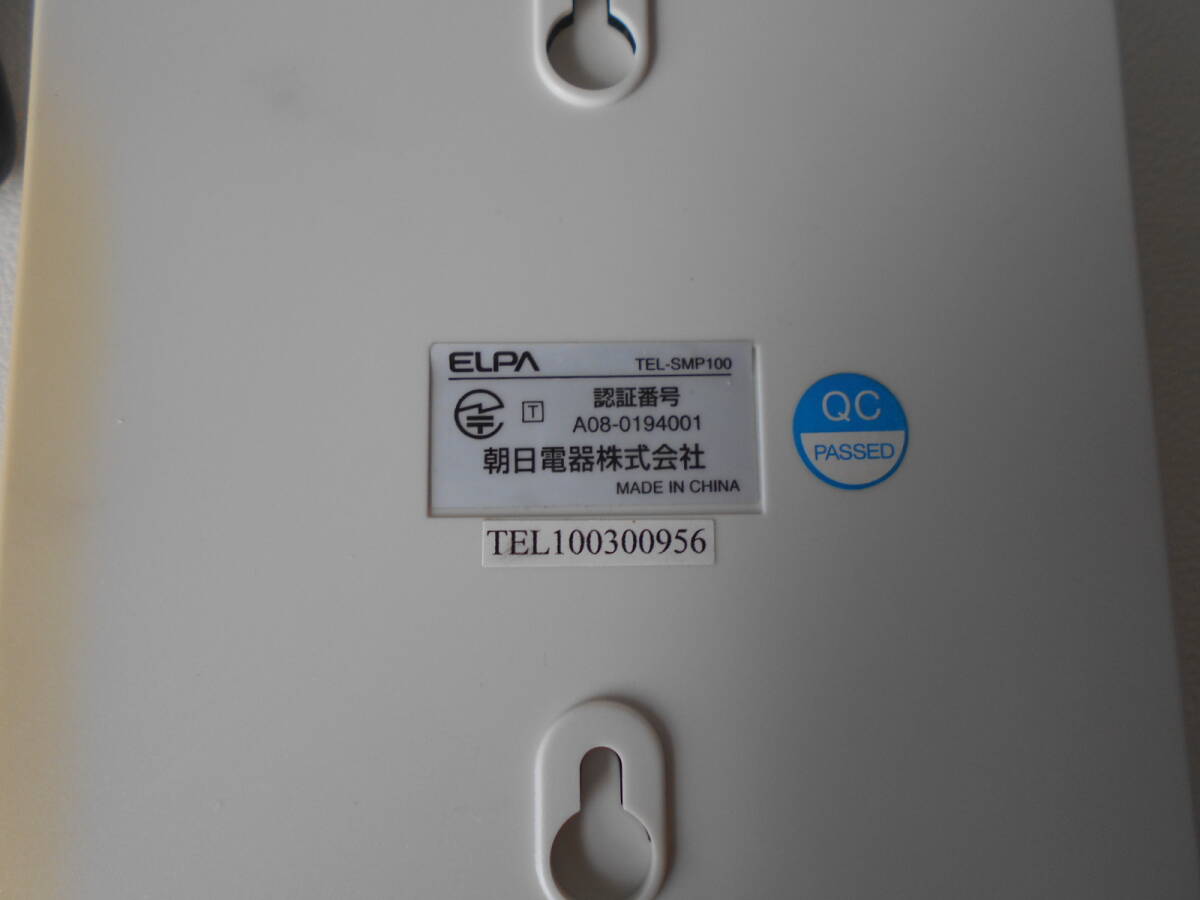 ELPA TEL-SMP100
認証番号
T A08-0194001
朝日電器株式会社
MADE IN CHINA
QC
PASSED
TEL100300956